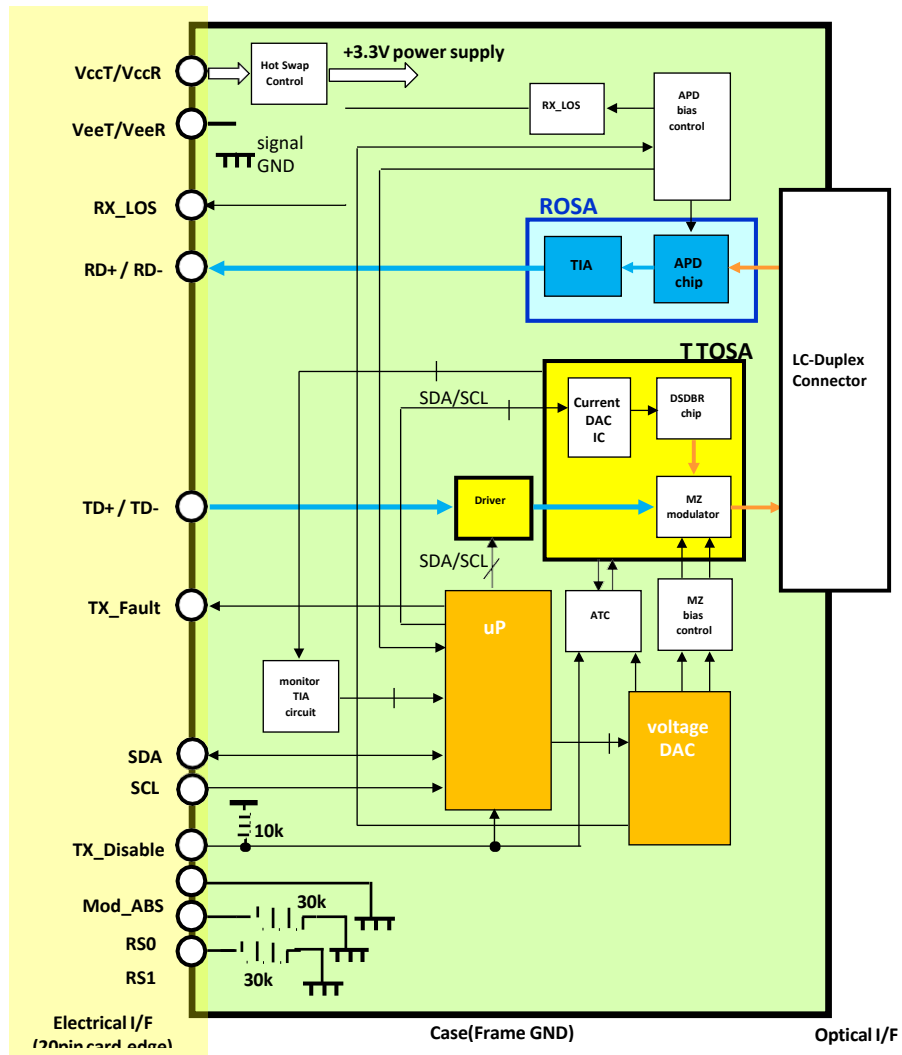 VccT/VccR
Hot Swap
Control
+3.3V power supply
VeeT/VeeR
signal
GND
RX_LOS
APD
bias
control
RX_LOS
ROSA
RD+ / RD-
TIA
APD
chip
LC-Duplex
Connector
T TOSA
SDA/SCL
Current
DAC
IC
DSDBR
chip
TD+ / TD-
Driver
MZ
modulator
SDA/SCL
TX_Fault
uP
ATC
MZ
bias
control
monitor
TIA
circuit
voltage
DAC
SDA
SCL
10k
TX_Disable
Mod_ABS
30k
RS0
30k
RS1
Electrical I/F
(20pin card edge)
Case(Frame GND)
Optical I/F